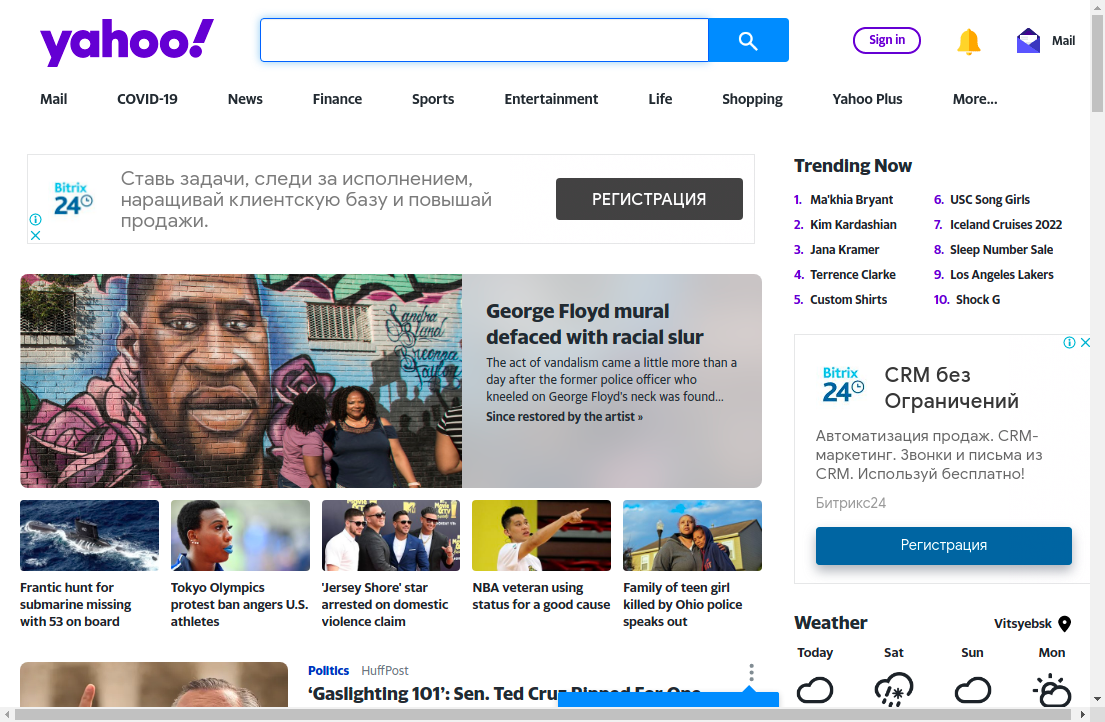 yahoo!
Sign in
Mail
Mail COVID-19 News Finance Sports Entertainment Life Shopping Yahoo Plus More...
Bitrix
24
Ставь задачи, следи за исполнением,
наращивай клиентскую базу и повышай
продажи.
РЕГИСТРАЦИЯ
Trending Now
1. Ma'khia Bryant
2. Kim Kardashian
3. Jana Kramer
4. Terrence Clarke
5. Custom Shirts
6. USC Song Girls
7. Iceland Cruises 2022
8. Sleep Number Sale
9. Los Angeles Lakers
10. Shock G
Sandra
Bland
Breonna
Taylor
George Floyd mural
defaced with racial slur
The act of vandalism came a little more than a
day after the former police officer who
kneeled on George Floyd's neck was found...
Since restored by the artist »
Bitrix
24
CRM без
Ограничений
Автоматизация продаж. CRM-
маркетинг. Звонки и письма из
CRM. Используй бесплатно!
Битрикс24
Регистрация
Frantic hunt for
submarine missing
with 53 on board
Tokyo Olympics
protest ban angers U.S.
athletes
'Jersey Shore' star
arrested on domestic
violence claim
NBA veteran using
status for a good cause
Family of teen girl
killed by Ohio police
speaks out
Weather
Vitsyebsk
Today Sat Sun Mon
Politics HuffPost
‘Gaslighting 101’: Sen. Ted Cruz Ripped For One